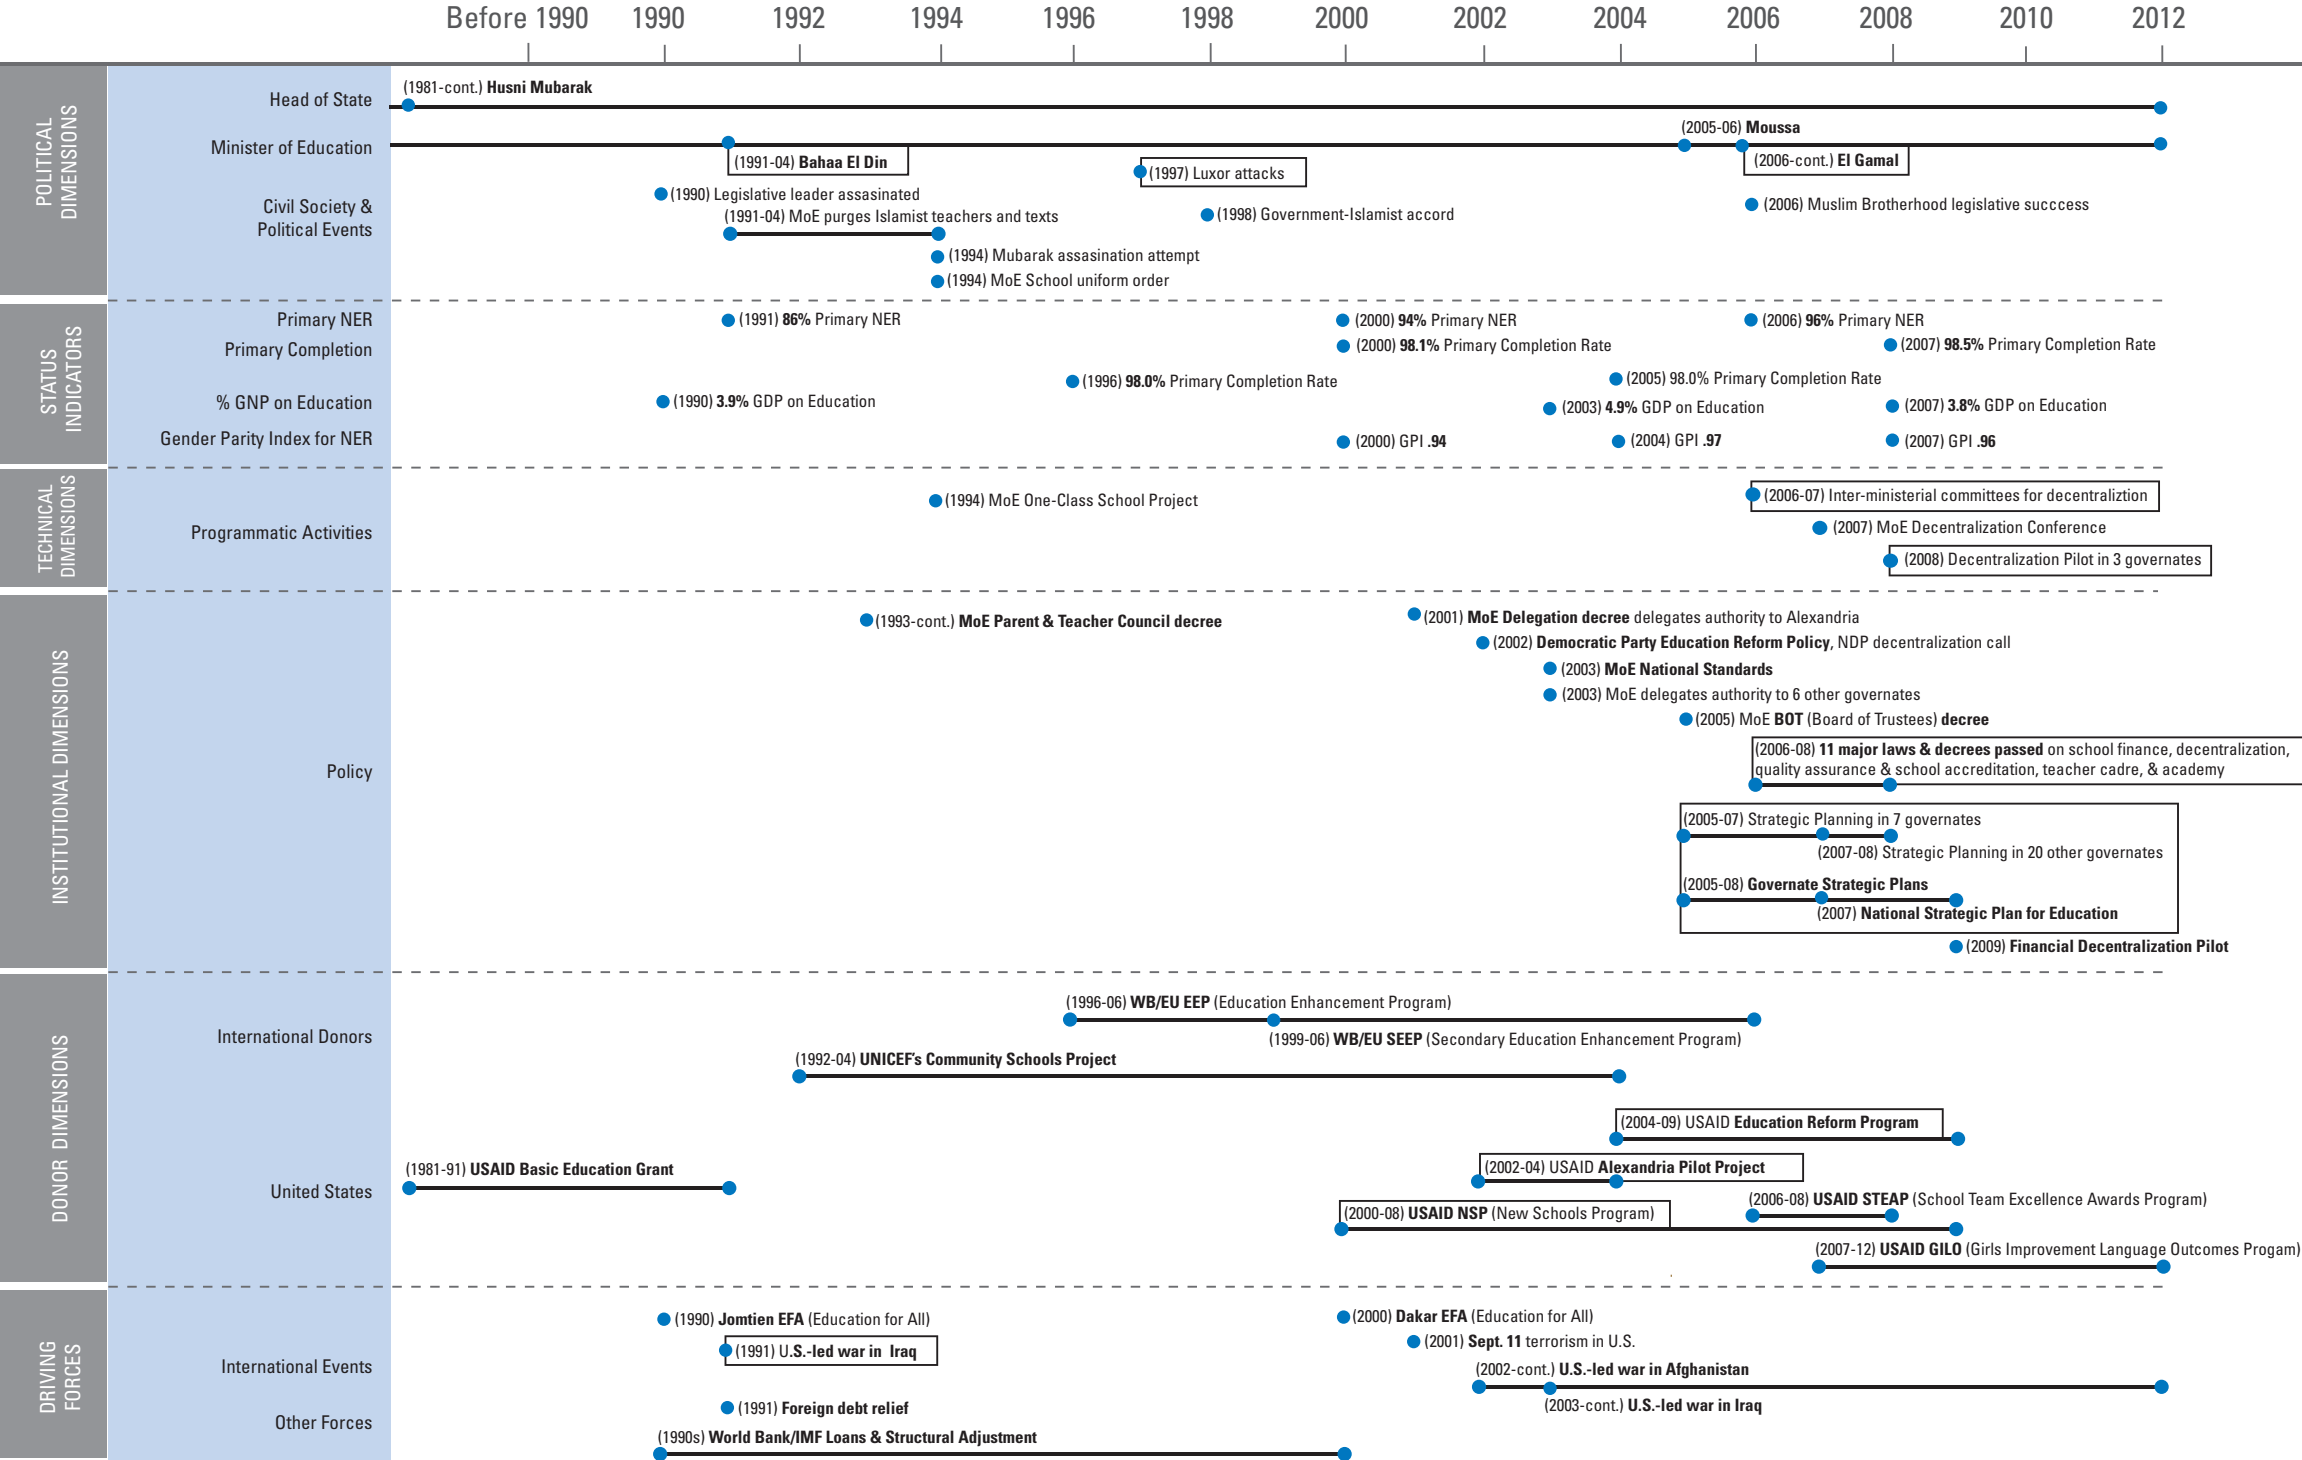 Before 1990 1990 1992 1994 1996 1998 2000 2002 2004 2006 2008 2010 2012
POLITICAL
DIMENSIONS
Head of State
(1981-cont.) Husni Mubarak
Minister of Education
(2005-06) Moussa
(1991-04) Bahaa El Din
(2006-cont.) El Gamal
(1997) Luxor attacks
Civil Society &
Political Events
(1990) Legislative leader assasinated
(1991-04) MoE purges Islamist teachers and texts
(1998) Government-Islamist accord
(2006) Muslim Brotherhood legislative succcess
(1994) Mubarak assasination attempt
(1994) MoE School uniform order
STATUS
INDICATORS
Primary NER
(1991) 86% Primary NER
(2000) 94% Primary NER
(2006) 96% Primary NER
Primary Completion
(2000) 98.1% Primary Completion Rate
(2007) 98.5% Primary Completion Rate
(1996) 98.0% Primary Completion Rate
(2005) 98.0% Primary Completion Rate
% GNP on Education
(1990) 3.9% GDP on Education
(2003) 4.9% GDP on Education
(2007) 3.8% GDP on Education
Gender Parity Index for NER
(2000) GPI .94
(2004) GPI .97
(2007) GPI .96
TECHNICAL
DIMENSIONS
Programmatic Activities
(1994) MoE One-Class School Project
(2006-07) Inter-ministerial committees for decentraliztion
(2007) MoE Decentralization Conference
(2008) Decentralization Pilot in 3 governates
INSTITUTIONAL DIMENSIONS
Policy
(1993-cont.) MoE Parent & Teacher Council decree
(2001) MoE Delegation decree delegates authority to Alexandria
(2002) Democratic Party Education Reform Policy, NDP decentralization call
(2003) MoE National Standards
(2003) MoE delegates authority to 6 other governates
(2005) MoE BOT (Board of Trustees) decree
(2006-08) 11 major laws & decrees passed on school finance, decentralization,
quality assurance & school accreditation, teacher cadre, & academy
(2005-07) Strategic Planning in 7 governates
(2007-08) Strategic Planning in 20 other governates
(2005-08) Governate Strategic Plans
(2007) National Strategic Plan for Education
(2009) Financial Decentralization Pilot
DONOR DIMENSIONS
International Donors
(1996-06) WB/EU EEP (Education Enhancement Program)
(1999-06) WB/EU SEEP (Secondary Education Enhancement Program)
(1992-04) UNICEF's Community Schools Project
United States
(2004-09) USAID Education Reform Program
(1981-91) USAID Basic Education Grant
(2002-04) USAID Alexandria Pilot Project
(2006-08) USAID STEAP (School Team Excellence Awards Program)
(2000-08) USAID NSP (New Schools Program)
(2007-12) USAID GILO (Girls Improvement Language Outcomes Progam)
DRIVING
FORCES
International Events
(1990) Jomtien EFA (Education for All)
(2000) Dakar EFA (Education for All)
(1991) U.S.-led war in Iraq
(2001) Sept. 11 terrorism in U.S.
(2002-cont.) U.S.-led war in Afghanistan
(2003-cont.) U.S.-led war in Iraq
Other Forces
(1991) Foreign debt relief
(1990s) World Bank/IMF Loans & Structural Adjustment